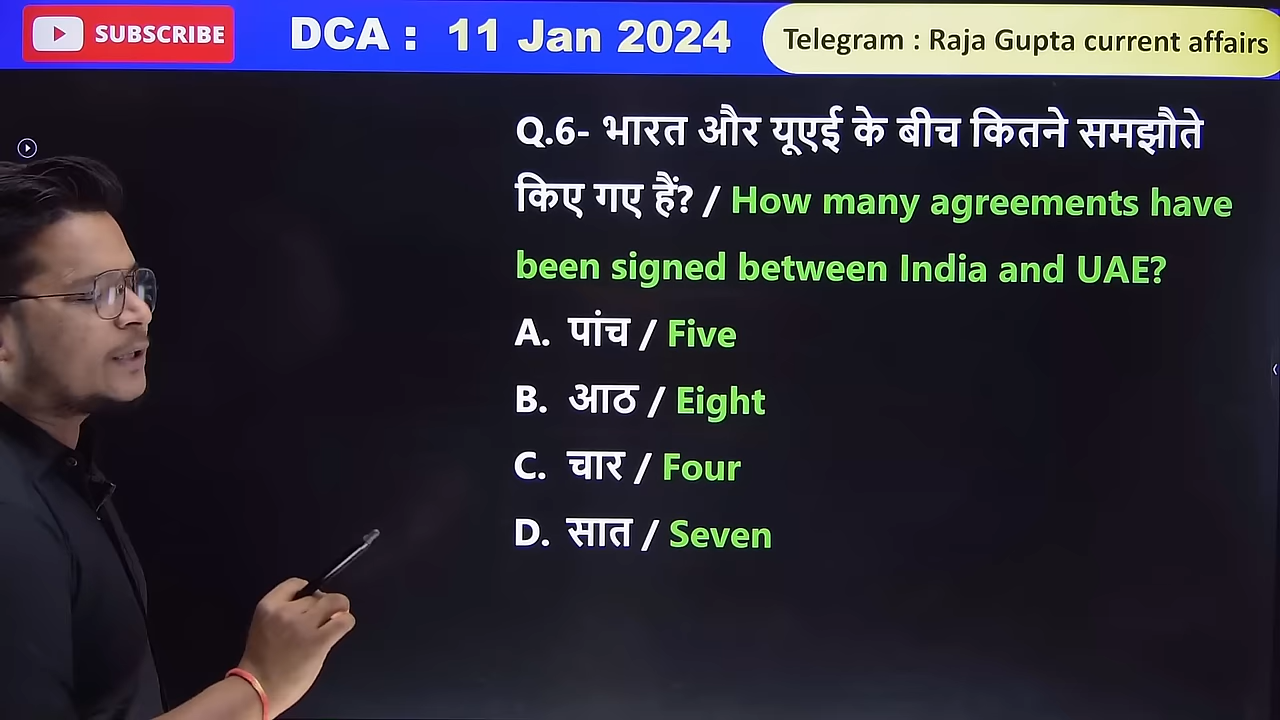 SUBSCRIBE
DCA : 11 Jan 2024
Telegram : Raja Gupta current affairs
Q.6- भारत और यूएई के बीच कितने समझौते
किए गए हैं? / How many agreements have
been signed between India and UAE?
A. पांच / Five
B. आठ / Eight
C. चार / Four
D. सात / Seven